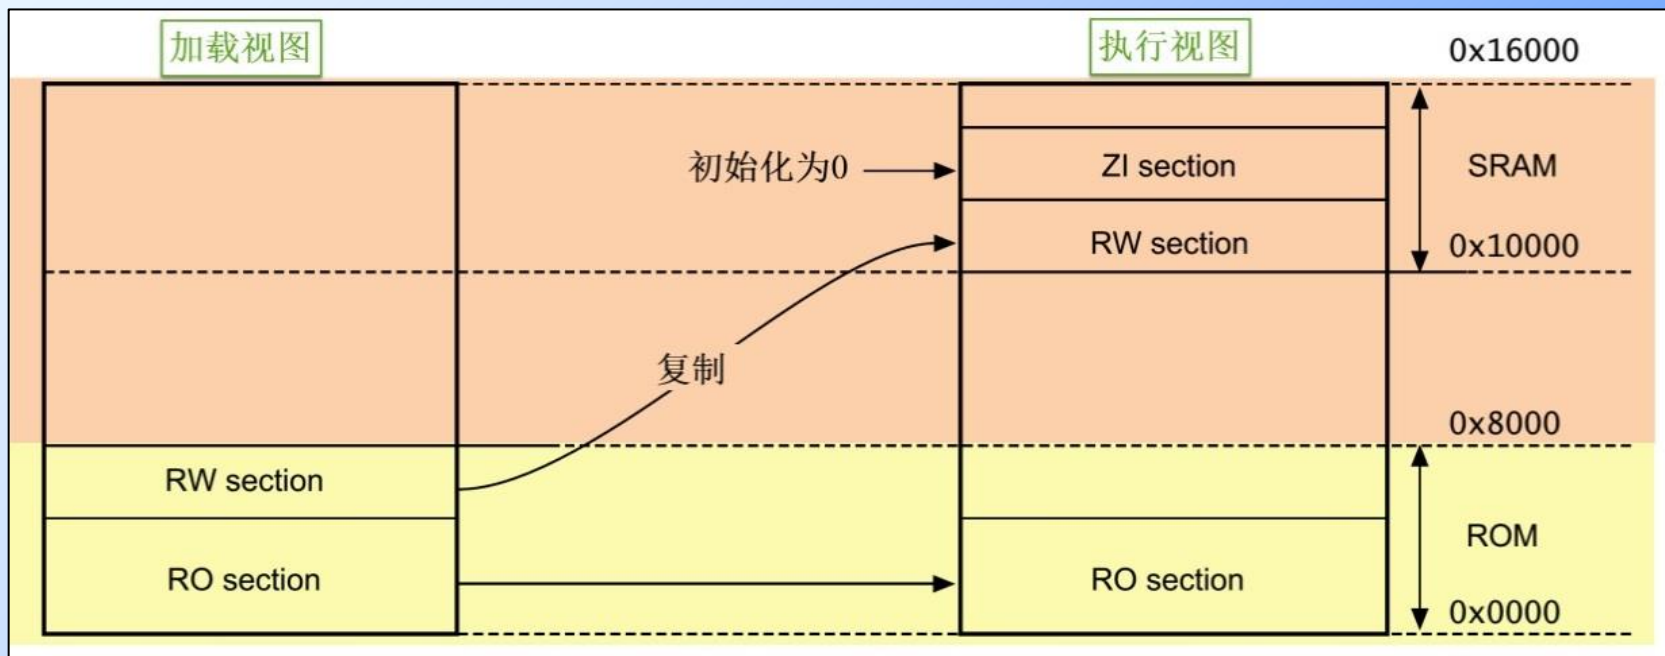 加载视图
执行视图
0x16000
初始化为0
ZI section
SRAM
RW section
0x10000
复制
0x8000
RW section
ROM
RO section
RO section
0x0000